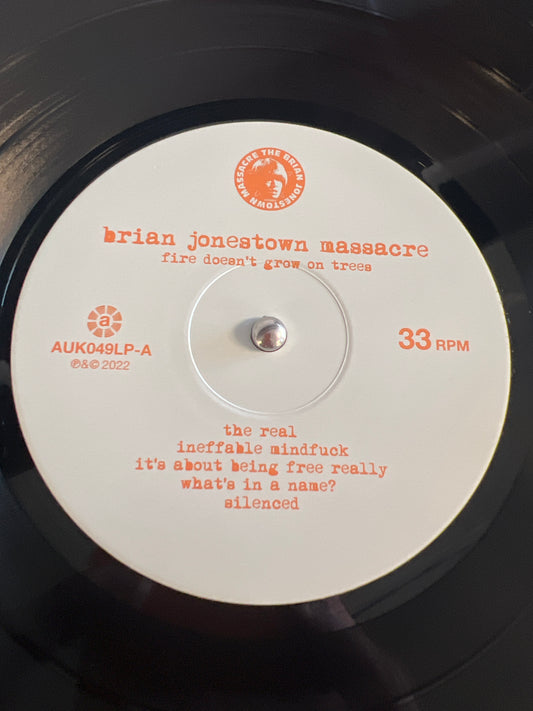 THE BRIAN JONESTOWN MASSACRE
brian jonestown massacre
fire doesn't grow on trees
a
AUK049LP-A
℗&© 2022
33 RPM
the real
ineffable mindfuck
it's about being free really
what's in a name?
silenced